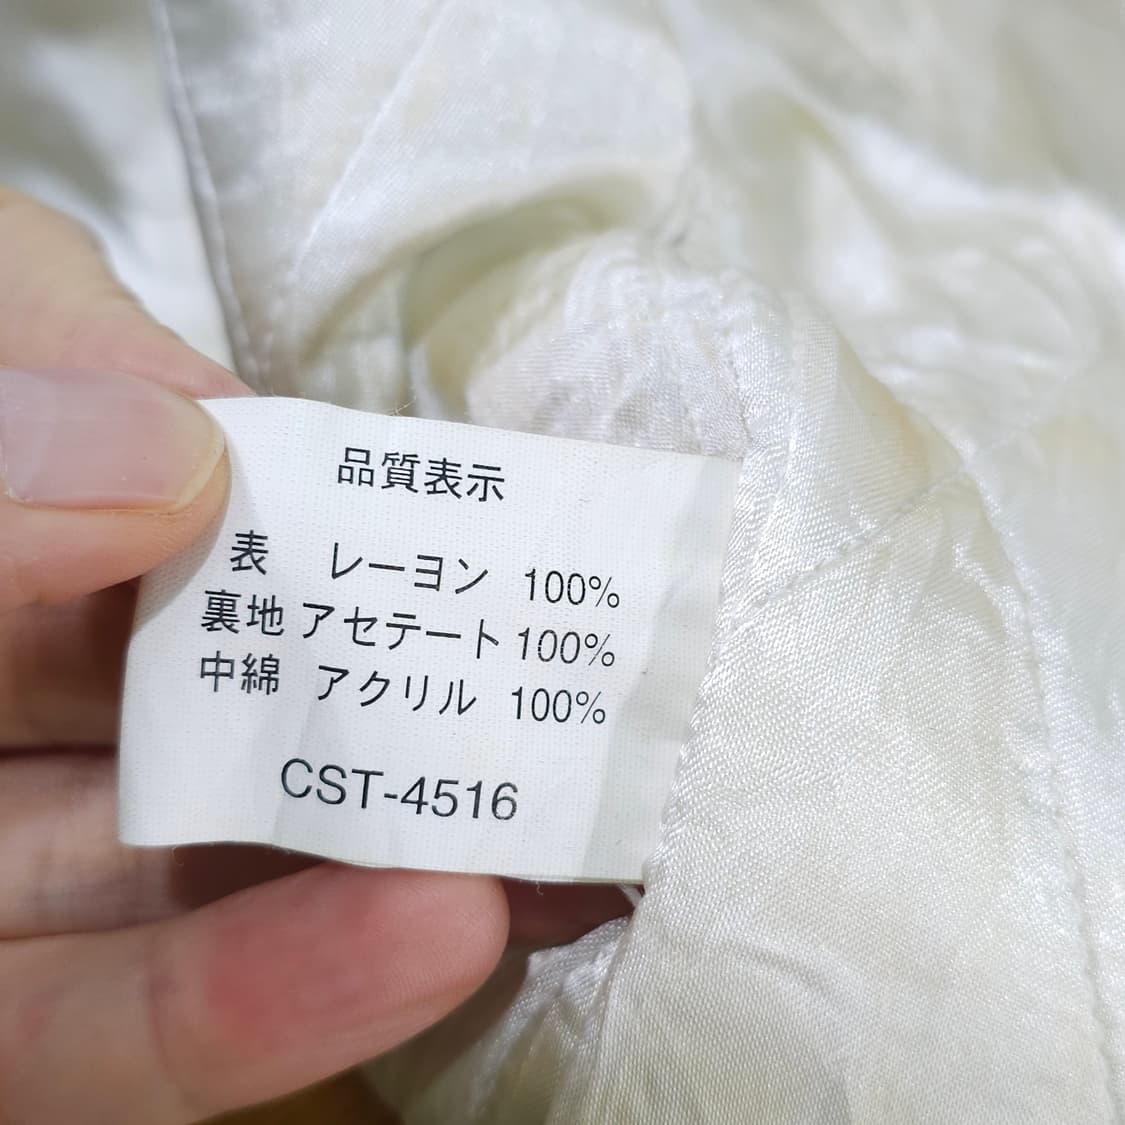 品質表示
表 レーヨン 100%
裏地 アセテート 100%
中綿 アクリル 100%
CST-4516